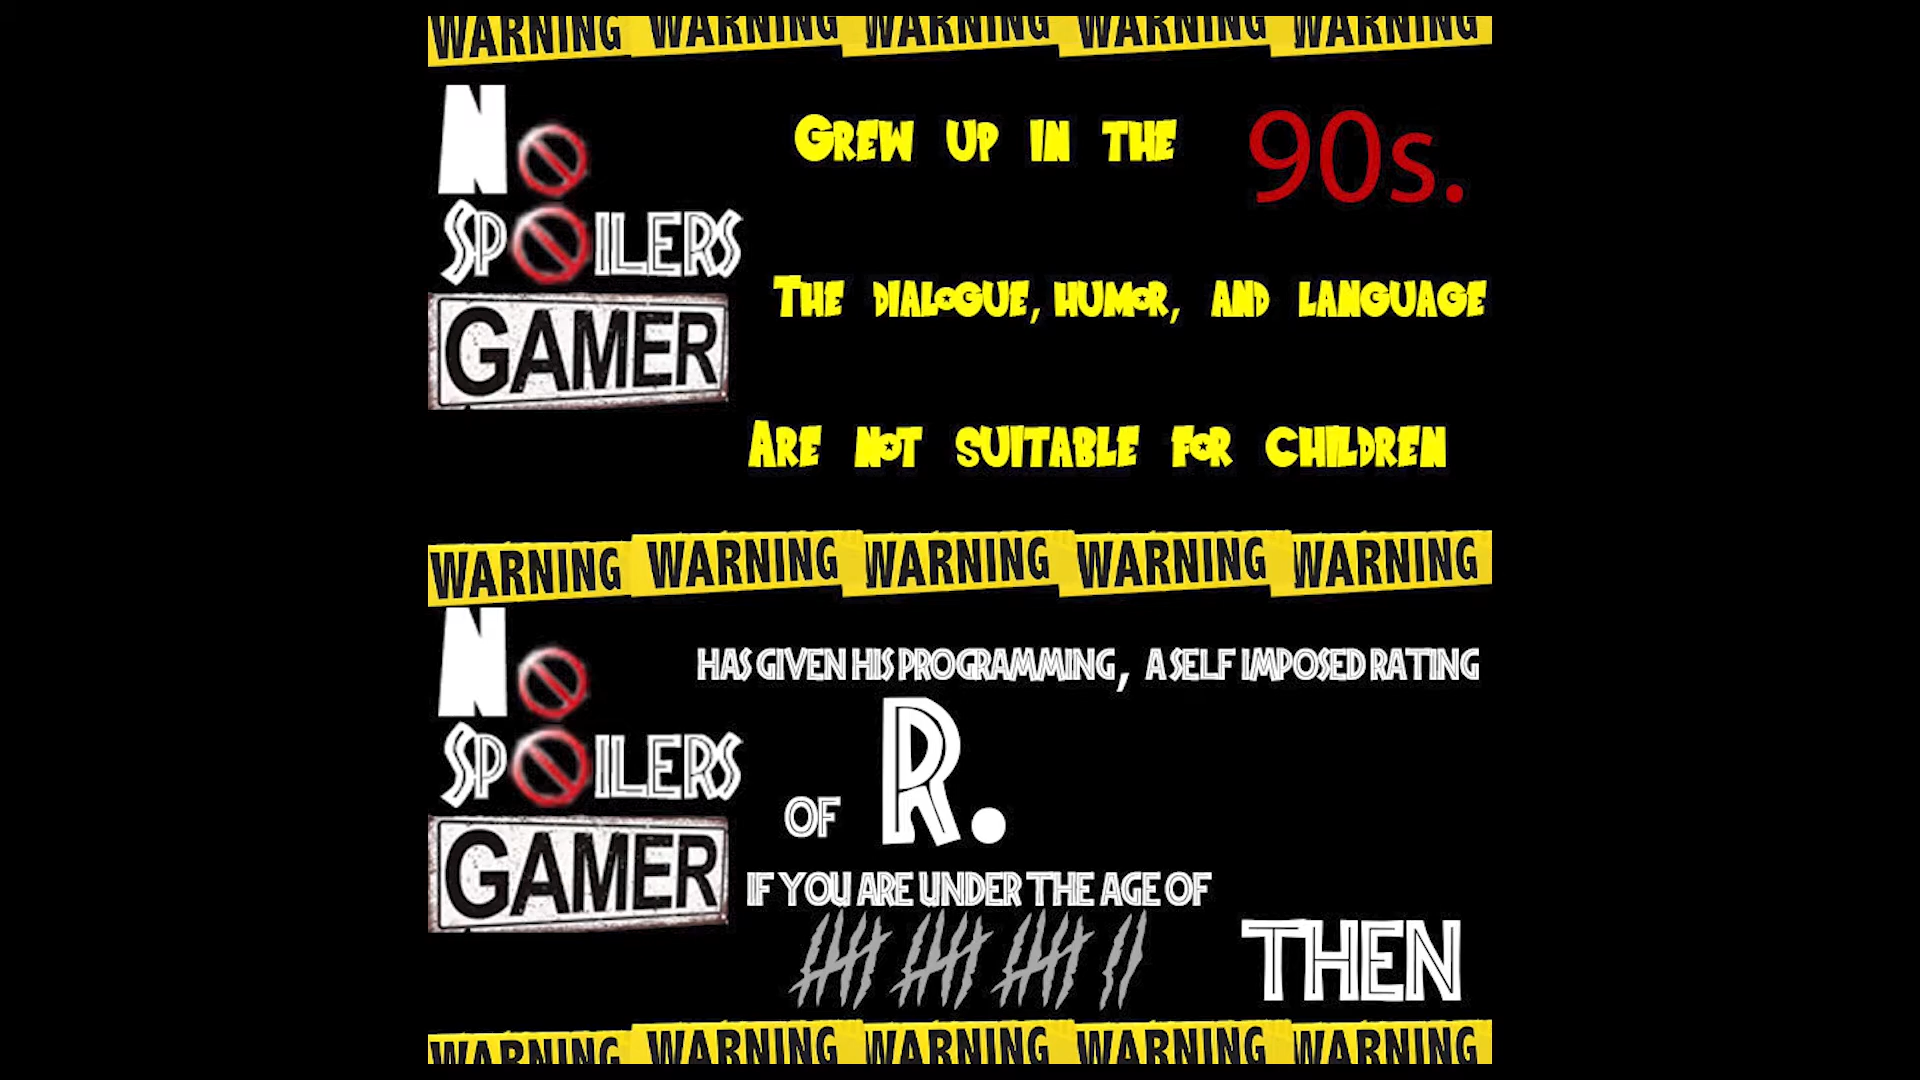 WARNING WARNING WARNING WARNING WARNING
No
SPOILERS
GAMER
GREW UP IN THE 90s.
THE DIALOGUE, HUMOR, AND LANGUAGE
ARE NOT SUITABLE FOR CHILDREN
WARNING WARNING WARNING WARNING WARNING
No
SPOILERS
GAMER
HAS GIVEN HIS PROGRAMMING, A SELF IMPOSED RATING
OF R.
IF YOU ARE UNDER THE AGE OF
THEN
WARNING WARNING WARNING WARNING WARNING